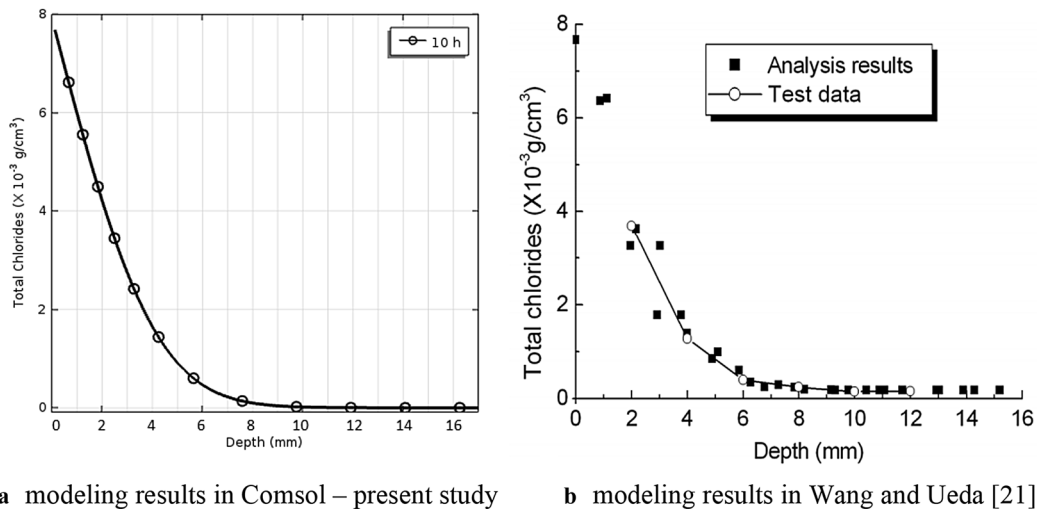 8
6
4
2
0
Total Chlorides (X 10⁻³ g/cm³)
10 h
0 2 4 6 8 10 12 14 16
Depth (mm)
8
6
4
2
0
Total chlorides (X10⁻³g/cm³)
Analysis results
Test data
0 2 4 6 8 10 12 14 16
Depth (mm)
a modeling results in Comsol – present study
b modeling results in Wang and Ueda [21]